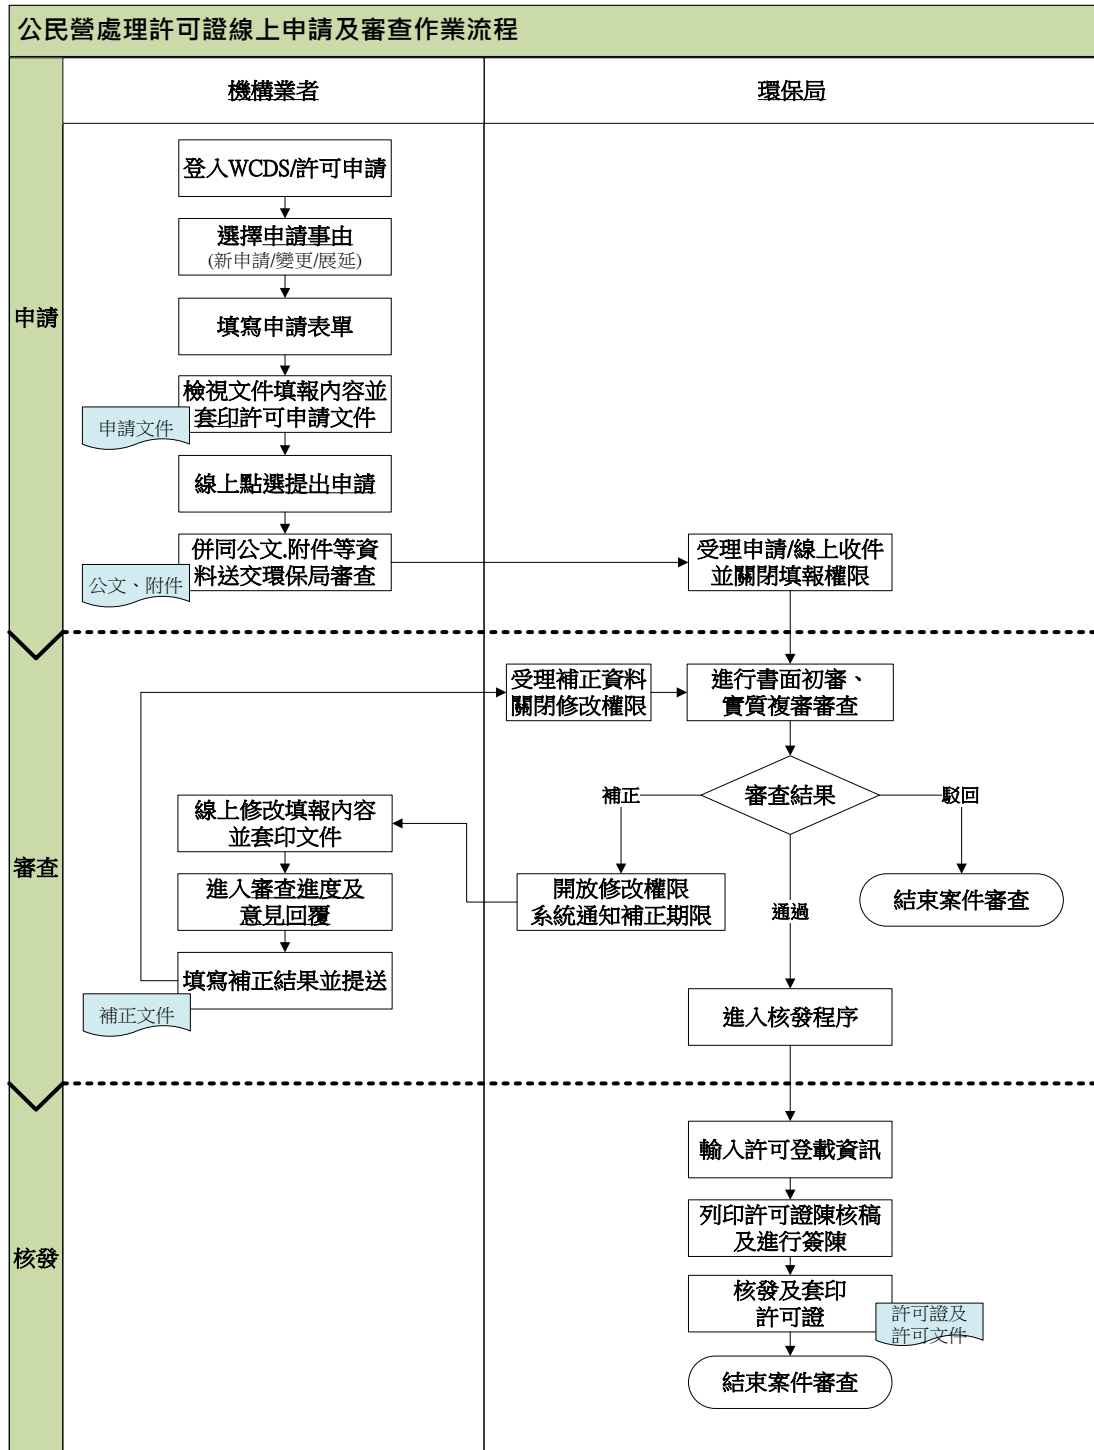 公民營處理許可證線上申請及審查作業流程
機構業者
環保局
申請
登入WCDS/許可申請
選擇申請事由
(新申請/變更/展延)
填寫申請表單
檢視文件填報內容並
套印許可申請文件
申請文件
線上點選提出申請
併同公文.附件等資
料送交環保局審查
公文、附件
受理申請/線上收件
並關閉填報權限
審查
受理補正資料
關閉修改權限
進行書面初審、
實質複審審查
審查結果
補正
駁回
通過
線上修改填報內容
並套印文件
進入審查進度及
意見回覆
填寫補正結果並提送
補正文件
開放修改權限
系統通知補正期限
結束案件審查
進入核發程序
核發
輸入許可登載資訊
列印許可證陳核稿
及進行簽陳
核發及套印
許可證
許可證及
許可文件
結束案件審查